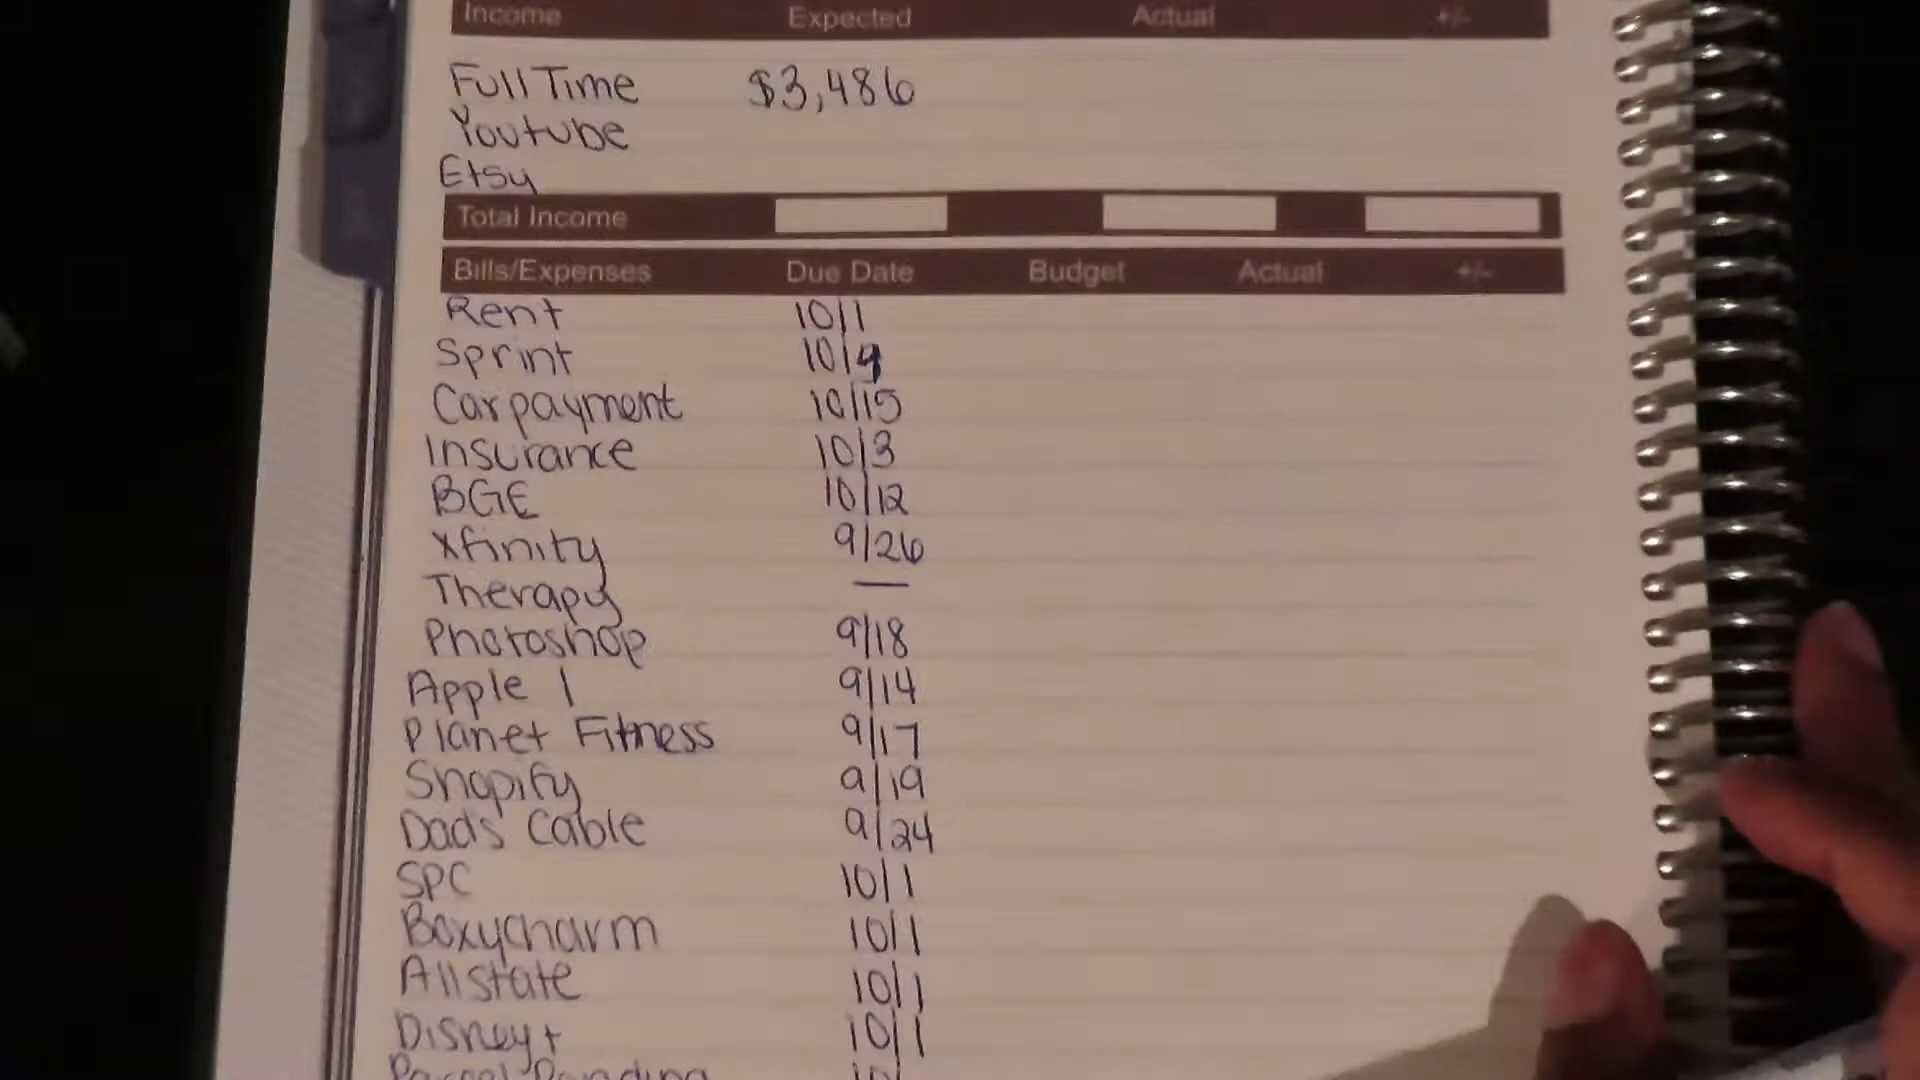 Income Expected Actual +/-
Full Time $3,486
Youtube
Etsy
Total Income
Bills/Expenses Due Date Budget Actual +/-
Rent 10/1
Sprint 10/9
Car payment 10/15
Insurance 10/3
BGE 10/12
Xfinity 9/26
Therapy —
Photoshop 9/18
Apple 1 9/14
Planet Fitness 9/17
Shopify 9/19
Dads Cable 9/24
SPC 10/1
Boxycharm 10/1
Allstate 10/1
Disney+ 10/1